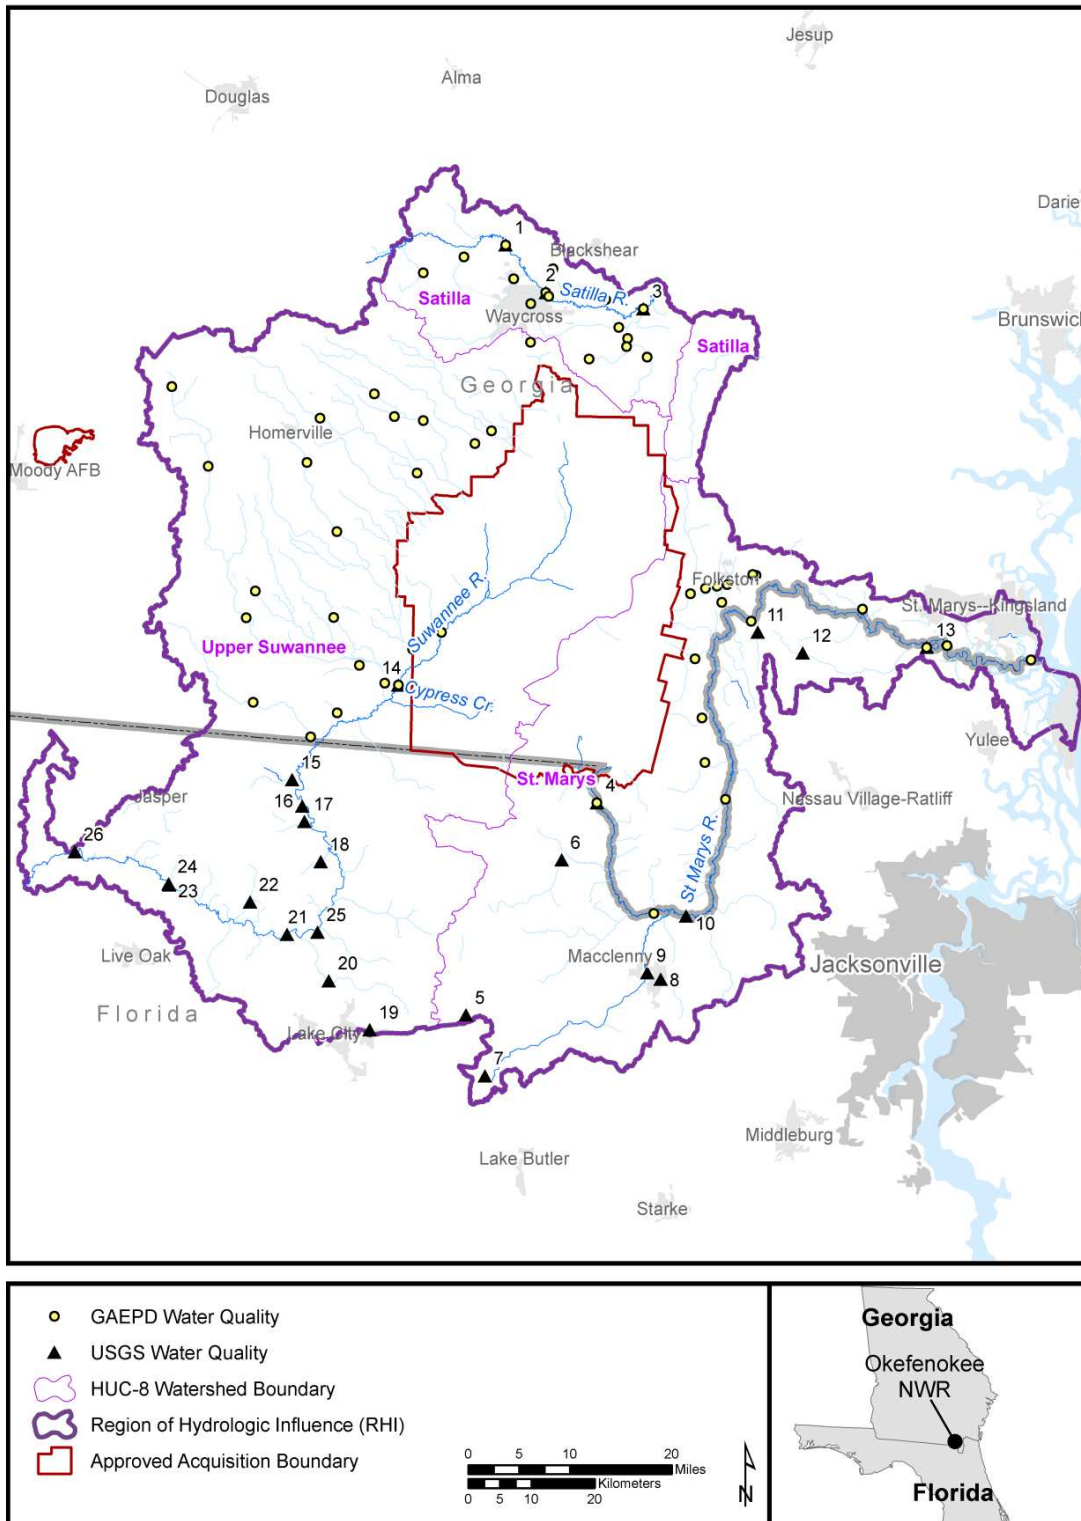 Jesup
Alma
Douglas
Darie
1
Blackshear
2
Satilla
Satilla R.
3
Waycross
Brunswick
Satilla
Georgia
Homerville
Moody AFB
Suwannee R.
Folkston
St. Marys--Kingsland
11
12
13
Upper Suwannee
14
Cypress Cr.
Yulee
St. Marys
15
4
Jasper
16
17
Nassau Village-Ratliff
26
6
18
St Marys R.
24
23
22
21
25
10
Live Oak
Macclenny
9
8
Jacksonville
20
Florida
5
19
Lake City
7
Middleburg
Lake Butler
Starke
GAEPD Water Quality
USGS Water Quality
HUC-8 Watershed Boundary
Region of Hydrologic Influence (RHI)
Approved Acquisition Boundary
0 5 10 20
Miles
Kilometers
0 5 10 20
N
Georgia
Okefenokee
NWR
Florida